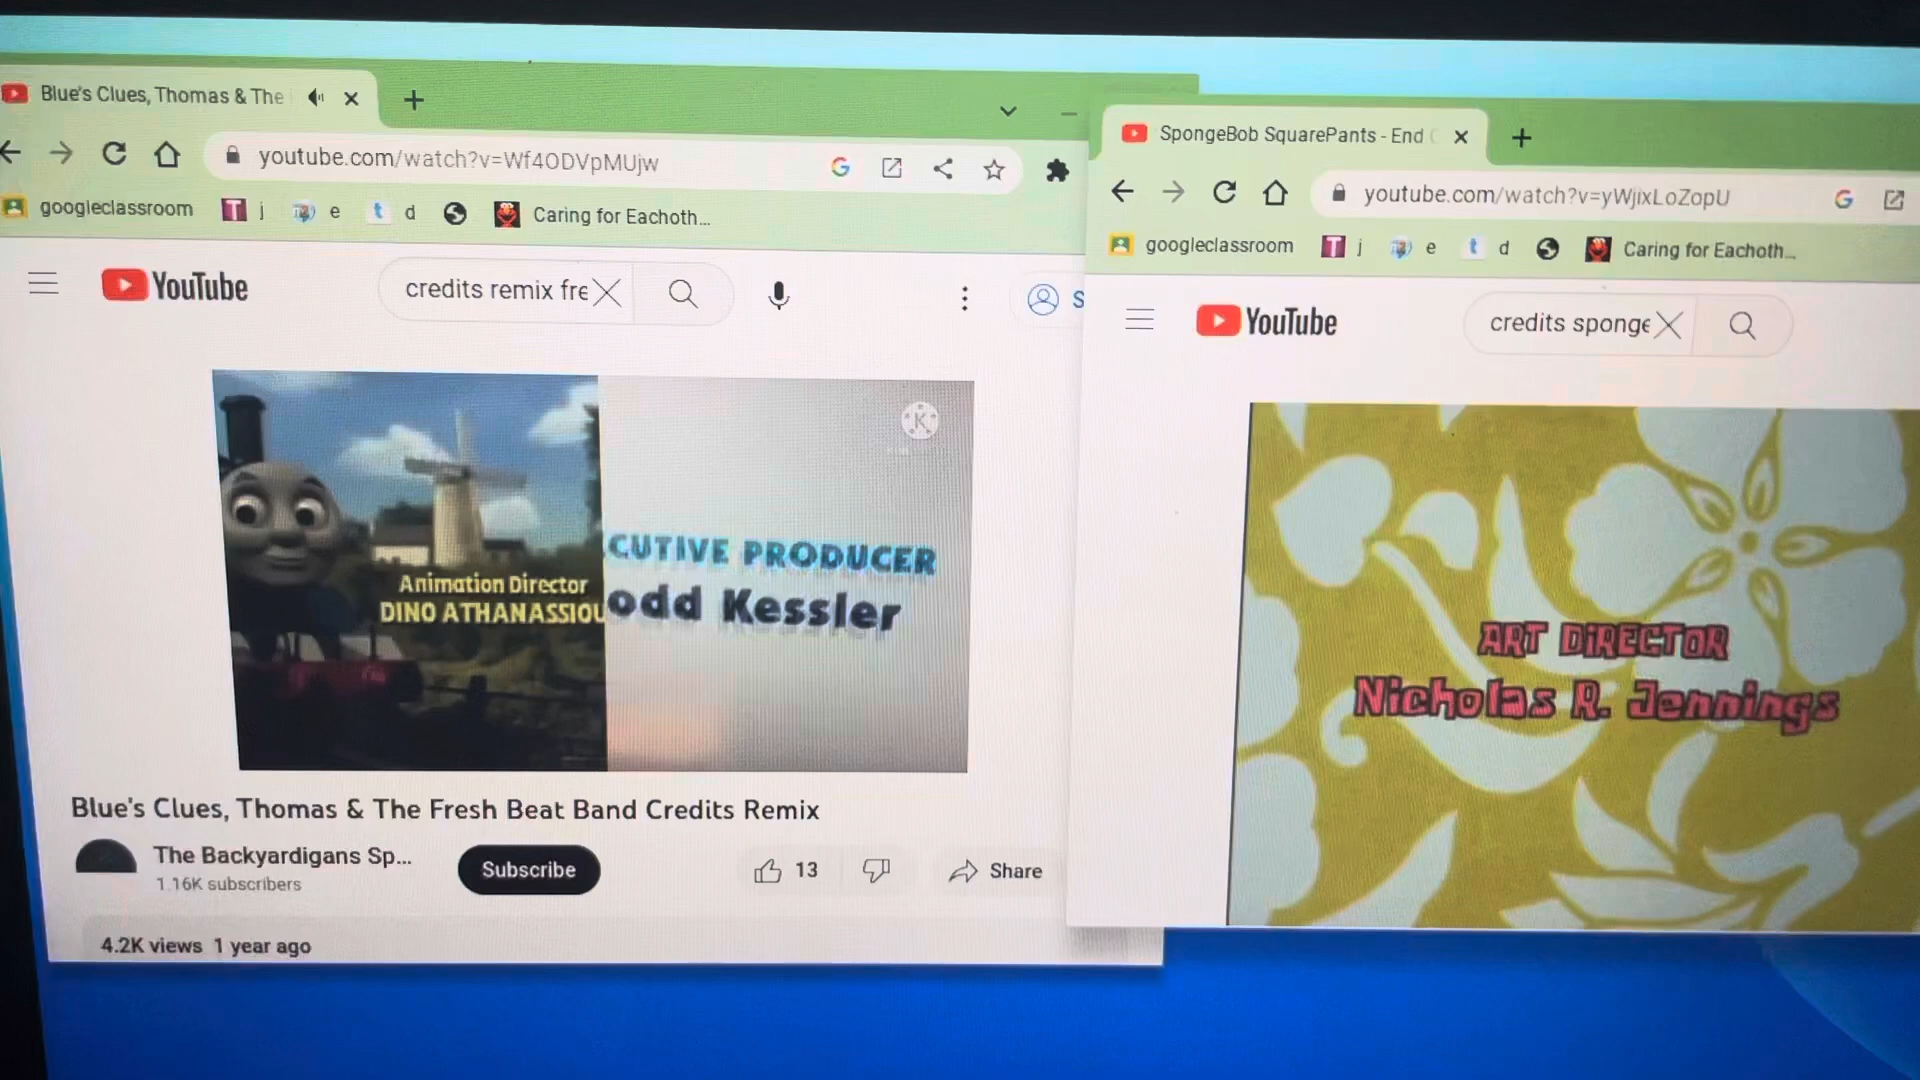 Blue's Clues, Thomas & The
youtube.com/watch?v=Wf4ODVpMUjw
googleclassroom
j
e
d
Caring for Eachoth...
YouTube
credits remix fre
S
Animation Director
DINO ATHANASSIOU
CUTIVE PRODUCER
odd Kessler
Blue's Clues, Thomas & The Fresh Beat Band Credits Remix
The Backyardigans Sp...
1.16K subscribers
Subscribe
13
Share
4.2K views 1 year ago
SpongeBob SquarePants - End
youtube.com/watch?v=yWjixLoZopU
googleclassroom
j
e
d
Caring for Eachoth...
YouTube
credits sponge
ART DIRECTOR
Nicholas R. Jennings